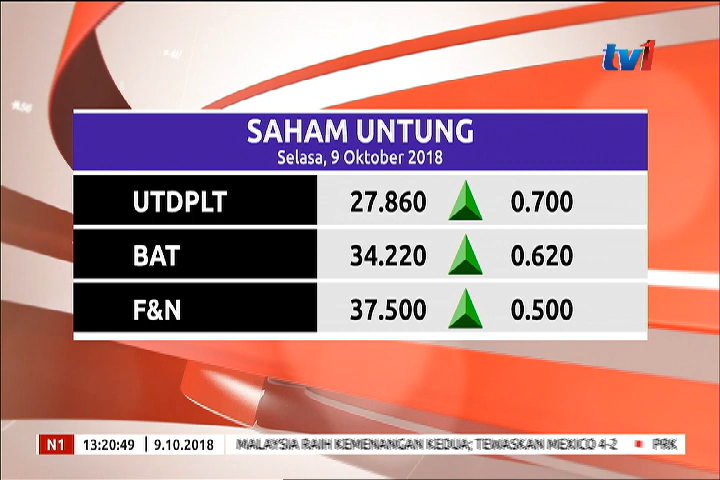 tv1
SAHAM UNTUNG
Selasa, 9 Oktober 2018
UTDPLT 27.860 0.700
BAT 34.220 0.620
F&N 37.500 0.500
N1 13:20:49 9.10.2018 MALAYSIA RAIH KEMENANGAN KEDUA; TEWASKAN MEXICO 4-2 PRK